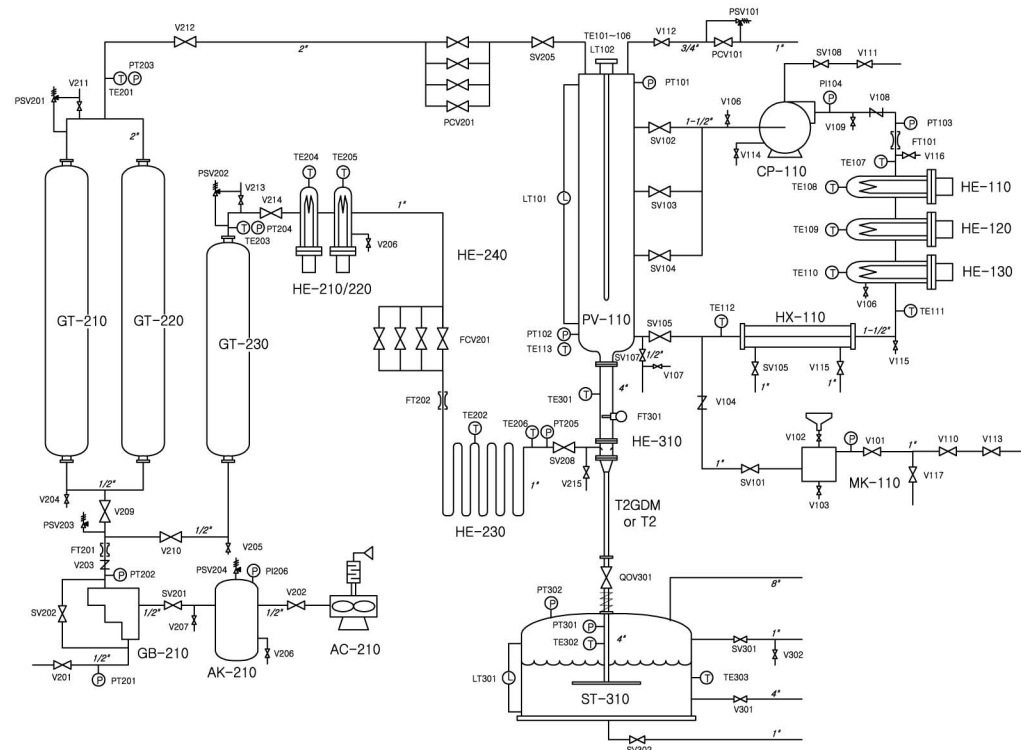 V212
2"
PSV101
V112
TE101~106
LT102
3/4"
PCV101
1"
SV205
SV108
V111
V211
PT203
TE201
PSV201
PT101
PI104
V108
V106
1-1/2"
V109
PT103
PCV201
2"
SV102
V114
FT101
CP-110
TE107
V116
TE204
TE205
PSV202
V213
V214
TE108
HE-110
1"
LT101
SV103
PT204
TE203
V206
TE109
HE-120
HE-240
SV104
TE110
HE-130
HE-210/220
V106
GT-210
GT-220
TE112
TE111
HX-110
PV-110
SV105
GT-230
FCV201
PT102
1-1/2"
TE113
SV107
1/2"
V115
V107
SV105
V115
4"
1"
1"
TE301
FT202
V104
TE202
TE206
PT205
FT301
V102
V101
1"
V110
V113
HE-310
SV208
1/2"
V204
V209
1"
V215
1"
SV101
MK-110
V117
V103
1"
PSV203
HE-230
T2GDM
or T2
1/2"
FT201
V210
V205
V203
PSV204
PI206
PT202
QOV301
8"
PT302
SV202
SV201
V202
1/2"
1/2"
PT301
4"
V207
TE302
1"
SV301
V302
GB-210
V206
AC-210
1/2"
AK-210
V201
PT201
LT301
TE303
ST-310
4"
V301
1"
SV302